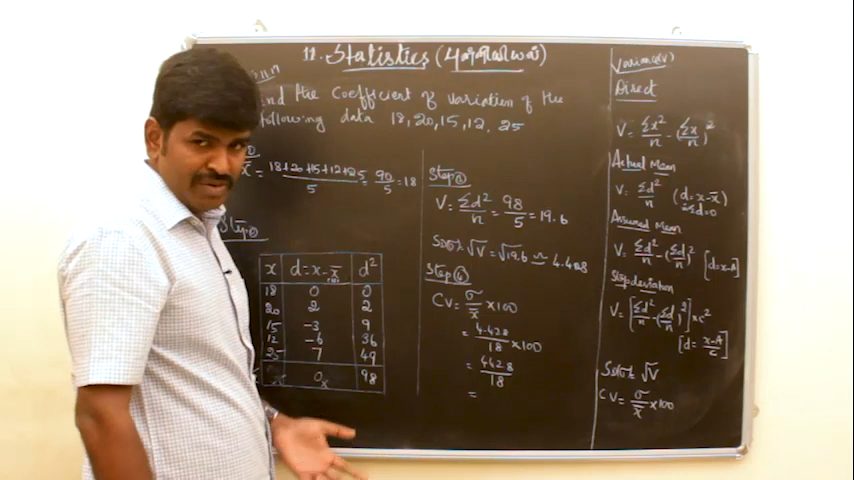 11. Statistics (புள்ளியியல்)
the Coefficient of variation of the
following data 18, 20, 15, 12, 25
x̄ = 18+20+15+12+25/5 = 90/5 = 18
Step②
x | d = x - x̄ | d²
18 | 0 | 0
20 | 2 | 2
15 | -3 | 9
12 | -6 | 36
25 | 7 | 49
0 | 98
Step③
V = Σd²/n = 98/5 = 19.6
√V = √19.6 ≃ 4.428
Step④
CV = σ/x̄ × 100
= 4.428/18 × 100
= 442.8/18
=
Variance(V)
Direct
V = Σx²/n - (Σx/n)²
Actual Mean
V = Σd²/n (d = x - x̄)
Σd = 0
Assumed Mean
V = Σd²/n - (Σd/n)² [d = x-A]
Step deviation
V = [Σd²/n - (Σd/n)²] × c²
[d = x-A/c]
√V
CV = σ/x̄ × 100